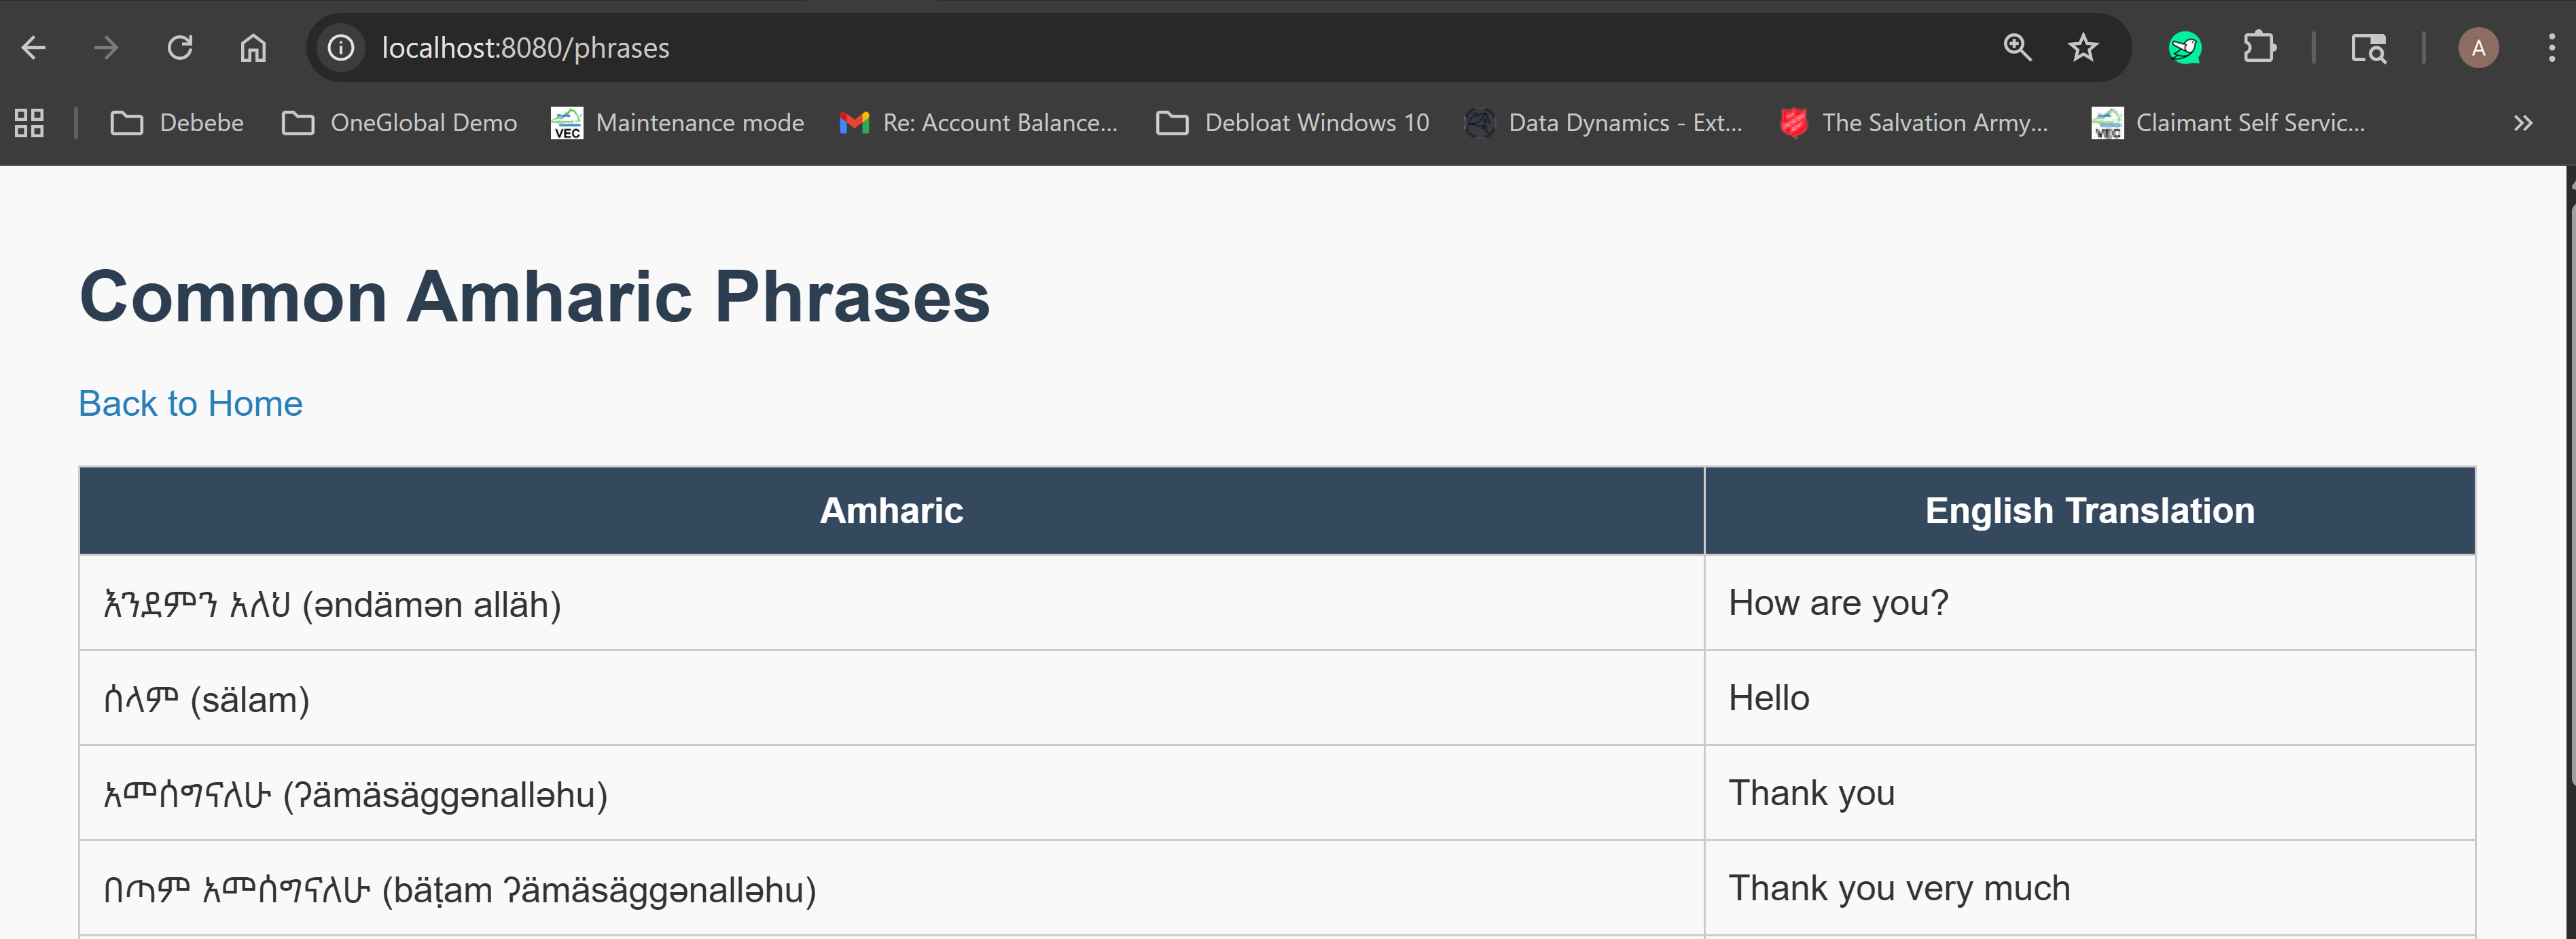 localhost:8080/phrases
A
Debebe
OneGlobal Demo
VEC
Maintenance mode
Re: Account Balance...
Debloat Windows 10
Data Dynamics - Ext...
The Salvation Army...
Claimant Self Servic...
Common Amharic Phrases
Back to Home
Amharic English Translation
እንደምን አለህ (əndämən alläh) How are you?
ሰላም (sälam) Hello
አመሰግናለሁ (ʔämäsäggənalləhu) Thank you
በጣም አመሰግናለሁ (bäṭam ʔämäsäggənalləhu) Thank you very much